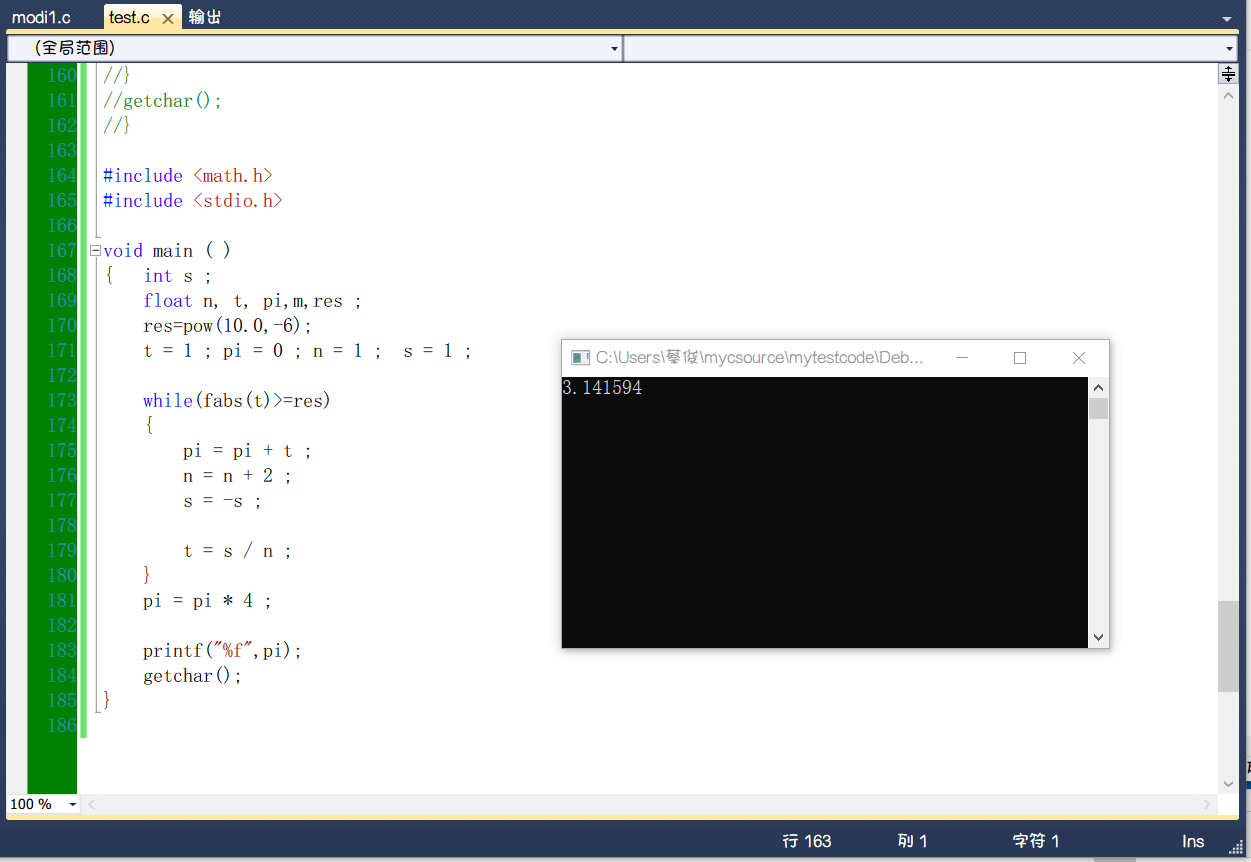 modi1.c test.c 输出
(全局范围)
160 //}
161 //getchar();
162 //}
163
164 #include <math.h>
165 #include <stdio.h>
166
167 void main ( )
168 { int s ;
169 float n, t, pi,m,res ;
170 res=pow(10.0,-6);
171 t = 1 ; pi = 0 ; n = 1 ; s = 1 ;
172
173 while(fabs(t)>=res)
174 {
175 pi = pi + t ;
176 n = n + 2 ;
177 s = -s ;
178
179 t = s / n ;
180 }
181 pi = pi * 4 ;
182
183 printf("%f",pi);
184 getchar();
185 }
186
C:\Users\蔡俊\mycsource\mytestcode\Deb...
3.141594
100 %
行 163 列 1 字符 1 Ins